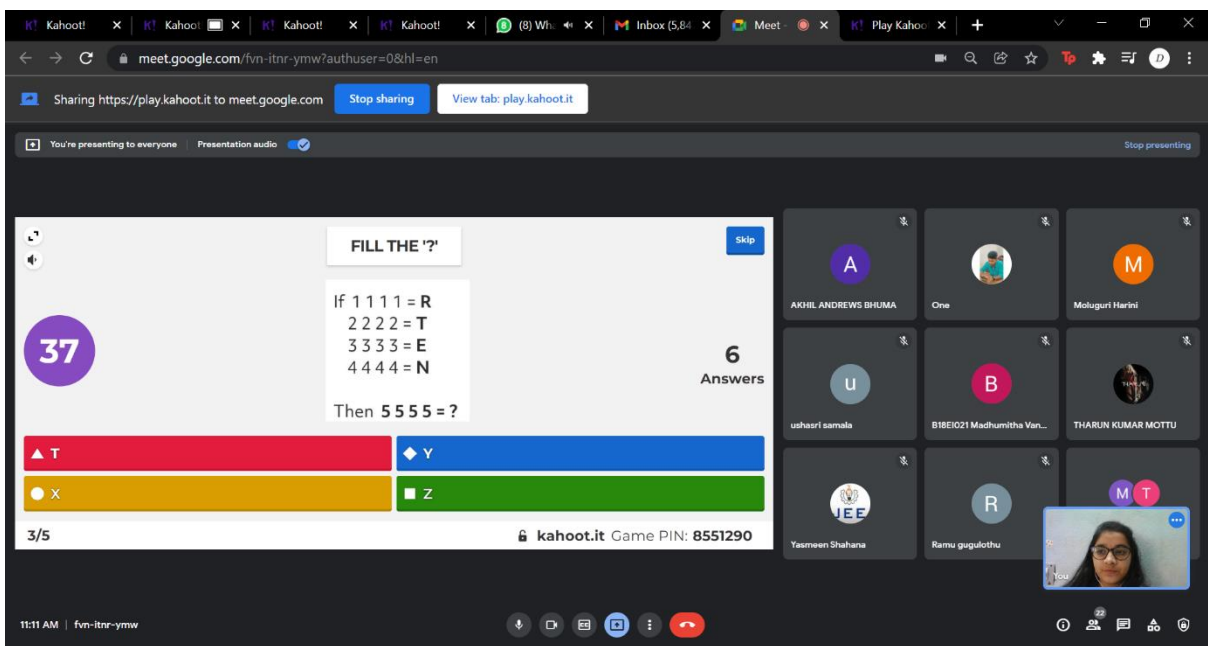 Kahoot! Kahoot Kahoot! Kahoot! (8) Wh Inbox (5,84 Meet - Play Kahoo
meet.google.com/fvn-itnr-ymw?authuser=0&hl=en
Tp D
Sharing https://play.kahoot.it to meet.google.com Stop sharing View tab: play.kahoot.it
You're presenting to everyone Presentation audio Stop presenting
FILL THE '?'
Skip
If 1 1 1 1 = R
2 2 2 2 = T
3 3 3 3 = E
4 4 4 4 = N
Then 5 5 5 5 = ?
37
6
Answers
T
Y
X
Z
3/5 kahoot.it Game PIN: 8551290
A
M
AKHIL ANDREWS BHUMA One Moluguri Harini
u
B
ushasri samala B18EI021 Madhumitha Van... THARUN KUMAR MOTTU
JEE
R
M T
Yasmeen Shahana Ramu gugulothu
You
11:11 AM | fvn-itnr-ymw
22